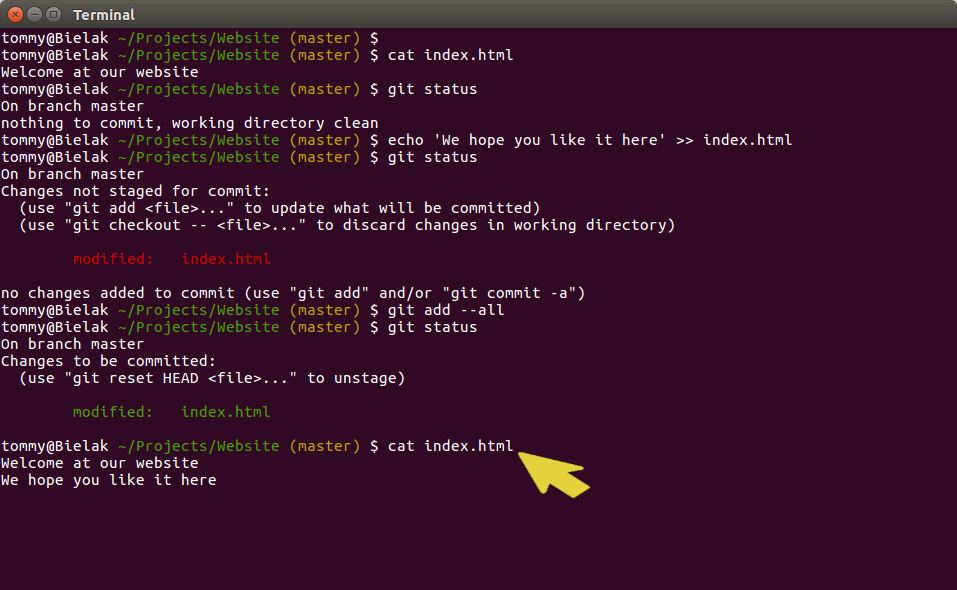 Terminal
tommy@Bielak ~/Projects/Website (master) $
tommy@Bielak ~/Projects/Website (master) $ cat index.html
Welcome at our website
tommy@Bielak ~/Projects/Website (master) $ git status
On branch master
nothing to commit, working directory clean
tommy@Bielak ~/Projects/Website (master) $ echo 'We hope you like it here' >> index.html
tommy@Bielak ~/Projects/Website (master) $ git status
On branch master
Changes not staged for commit:
  (use "git add <file>..." to update what will be committed)
  (use "git checkout -- <file>..." to discard changes in working directory)
        modified:   index.html
no changes added to commit (use "git add" and/or "git commit -a")
tommy@Bielak ~/Projects/Website (master) $ git add --all
tommy@Bielak ~/Projects/Website (master) $ git status
On branch master
Changes to be committed:
  (use "git reset HEAD <file>..." to unstage)
        modified:   index.html
tommy@Bielak ~/Projects/Website (master) $ cat index.html
Welcome at our website
We hope you like it here